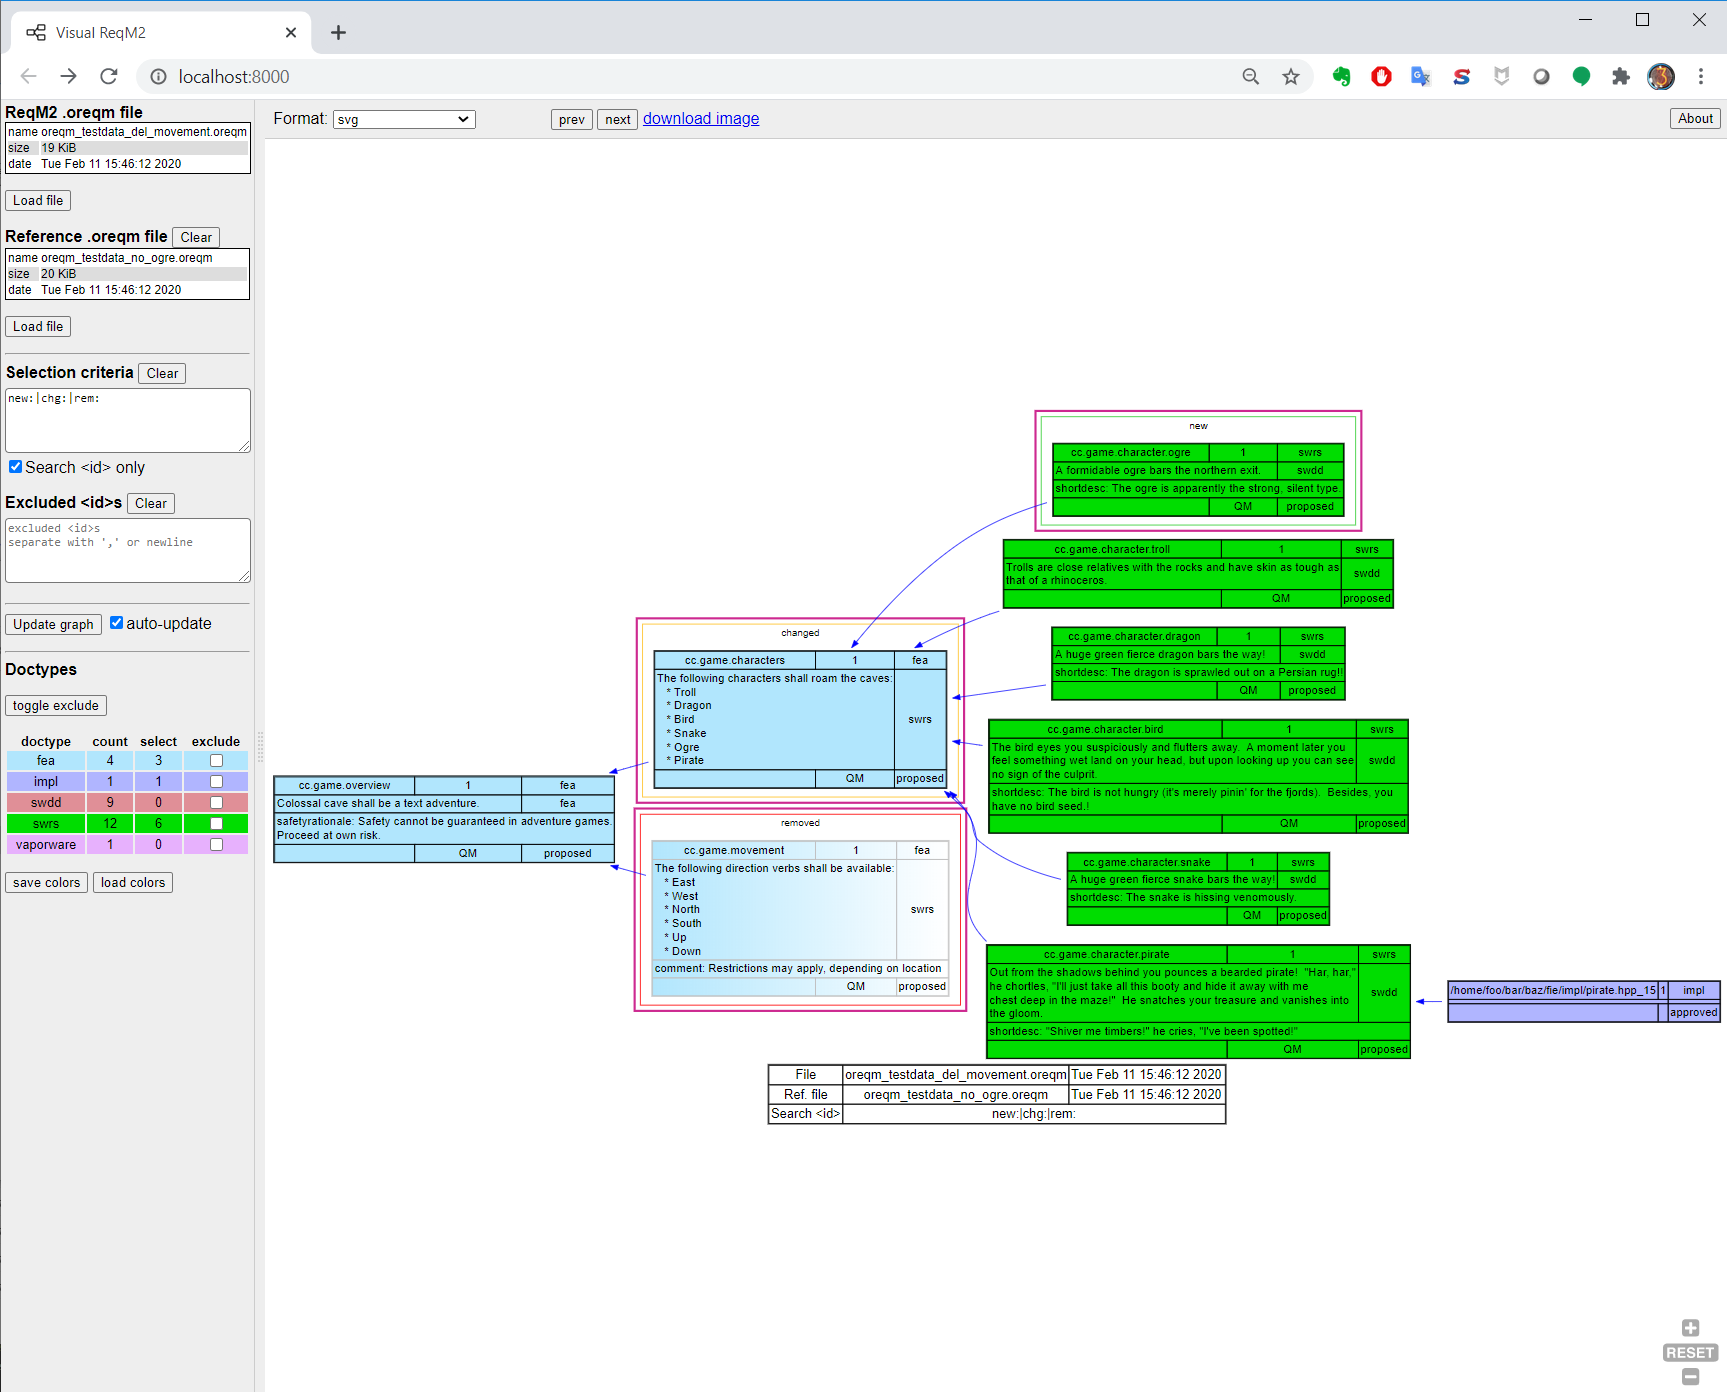 Visual ReqM2
localhost:8000
ReqM2 .oreqm file
name oreqm_testdata_del_movement.oreqm
size 19 KiB
date Tue Feb 11 15:46:12 2020
Load file
Reference .oreqm file Clear
name oreqm_testdata_no_ogre.oreqm
size 20 KiB
date Tue Feb 11 15:46:12 2020
Load file
Selection criteria Clear
new:|chg:|rem:
Search <id> only
Excluded <id>s Clear
excluded <id>s
separate with ',' or newline
Update graph auto-update
Doctypes
toggle exclude
doctype count select exclude
fea 4 3
impl 1 1
swdd 9 0
swrs 12 6
vaporware 1 0
save colors load colors
Format: svg prev next download image About
new
cc.game.character.ogre 1 swrs
A formidable ogre bars the northern exit. swdd
shortdesc: The ogre is apparently the strong, silent type.
QM proposed
cc.game.character.troll 1 swrs
Trolls are close relatives with the rocks and have skin as tough as
that of a rhinoceros.
swdd
QM proposed
changed
cc.game.characters 1 fea
The following characters shall roam the caves:
* Troll
* Dragon
* Bird
* Snake
* Ogre
* Pirate
swrs
QM proposed
cc.game.character.dragon 1 swrs
A huge green fierce dragon bars the way! swdd
shortdesc: The dragon is sprawled out on a Persian rug!!
QM proposed
cc.game.character.bird 1 swrs
The bird eyes you suspiciously and flutters away. A moment later you
feel something wet land on your head, but upon looking up you can see
no sign of the culprit.
swdd
shortdesc: The bird is not hungry (it's merely pinin' for the fjords). Besides, you
have no bird seed.!
QM proposed
cc.game.overview 1 fea
Colossal cave shall be a text adventure. fea
safetyrationale: Safety cannot be guaranteed in adventure games.
Proceed at own risk.
QM proposed
removed
cc.game.movement 1 fea
The following direction verbs shall be available:
* East
* West
* North
* South
* Up
* Down
swrs
comment: Restrictions may apply, depending on location
QM proposed
cc.game.character.snake 1 swrs
A huge green fierce snake bars the way! swdd
shortdesc: The snake is hissing venomously.
QM proposed
cc.game.character.pirate 1 swrs
Out from the shadows behind you pounces a bearded pirate! "Har, har,"
he chortles, "I'll just take all this booty and hide it away with me
chest deep in the maze!" He snatches your treasure and vanishes into
the gloom.
swdd
shortdesc: "Shiver me timbers!" he cries, "I've been spotted!"
QM proposed
/home/foo/bar/baz/fie/impl/pirate.hpp_15 1 impl
approved
File oreqm_testdata_del_movement.oreqm Tue Feb 11 15:46:12 2020
Ref. file oreqm_testdata_no_ogre.oreqm Tue Feb 11 15:46:12 2020
Search <id> new:|chg:|rem:
RESET